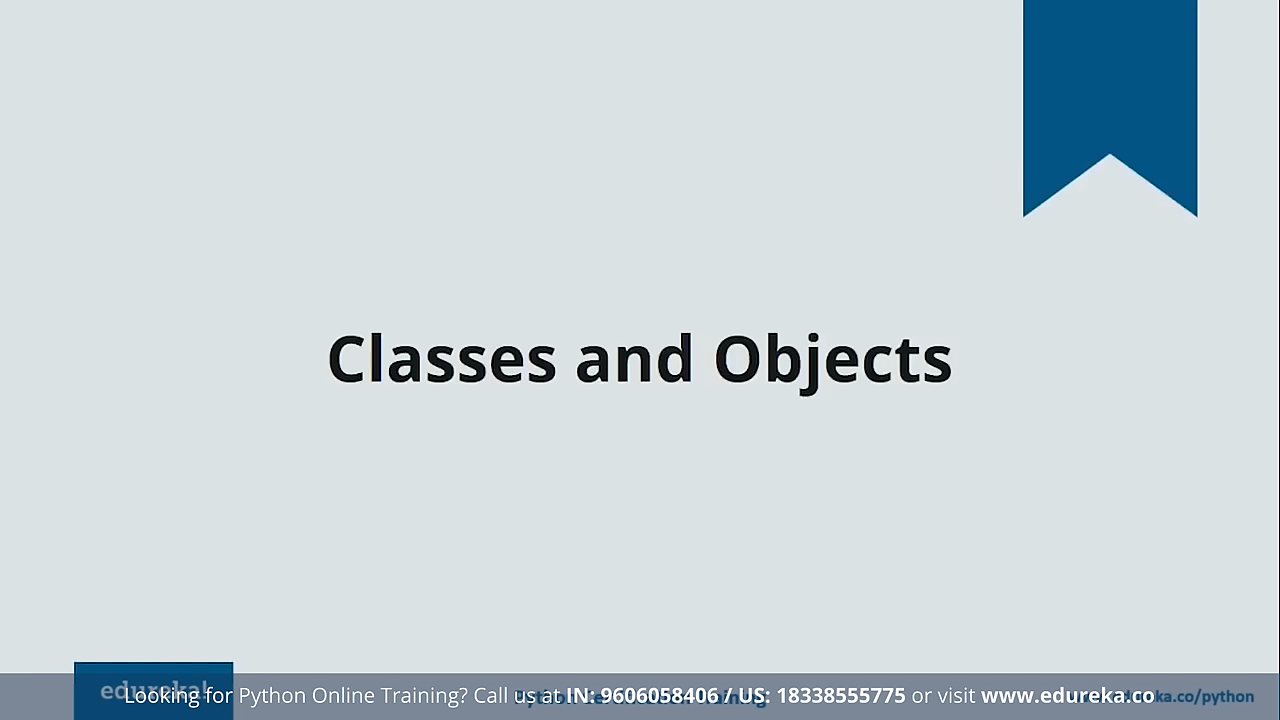 Classes and Objects
edureka!
Looking for Python Online Training? Call us at IN: 9606058406 / US: 18338555775 or visit www.edureka.co